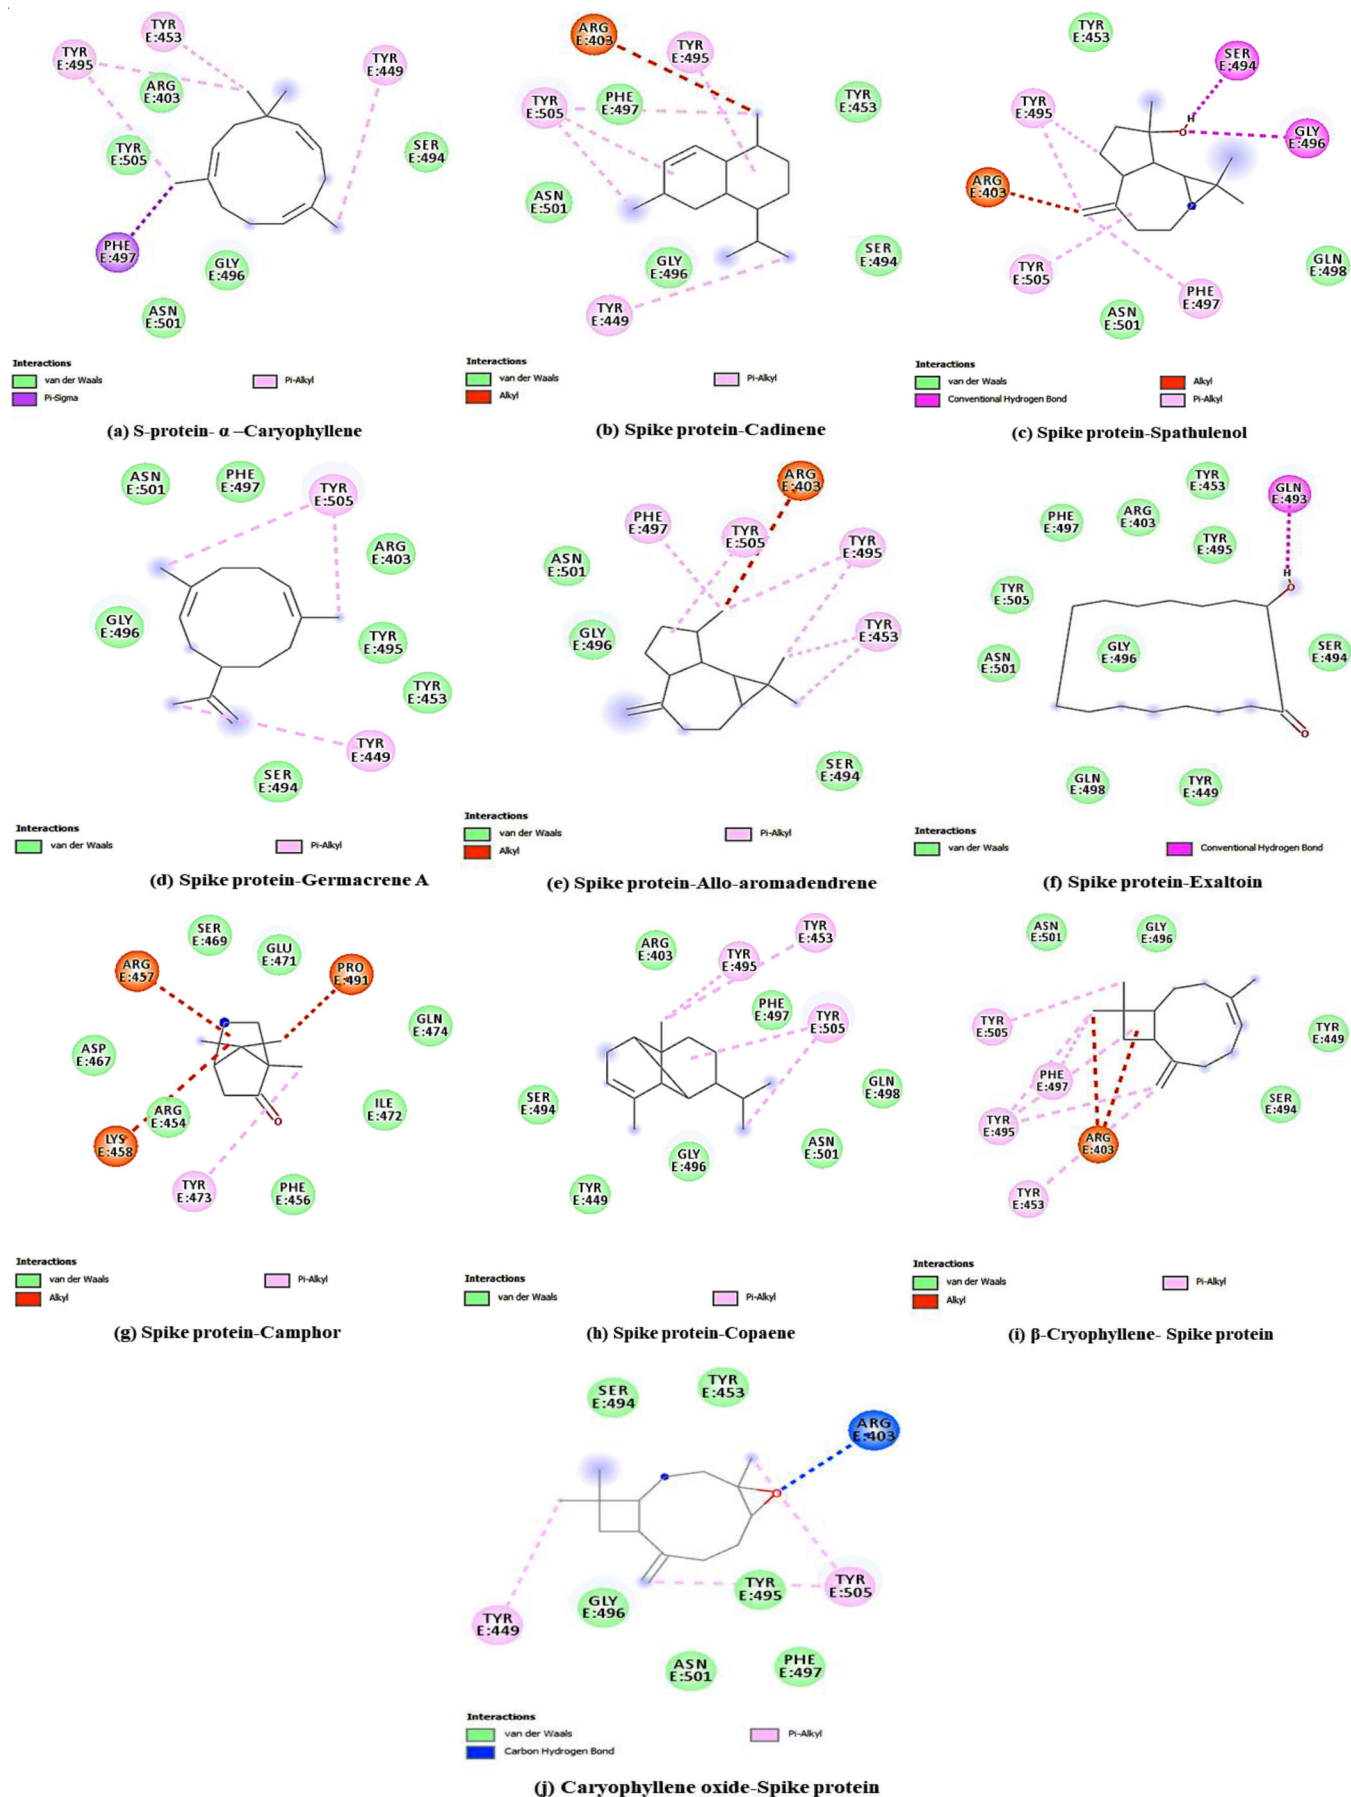 TYR
E:453
TYR
E:495
TYR
E:449
ARG
E:403
TYR
E:505
SER
E:494
PHE
E:497
GLY
E:496
ASN
E:501
Interactions
van der Waals
Pi-Sigma
Pi-Alkyl
(a) S-protein- α –Caryophyllene
ARG
E:403
TYR
E:495
TYR
E:505
PHE
E:497
TYR
E:453
ASN
E:501
GLY
E:496
SER
E:494
TYR
E:449
Interactions
van der Waals
Alkyl
Pi-Alkyl
(b) Spike protein-Cadinene
TYR
E:453
SER
E:494
TYR
E:495
H
O
GLY
E:496
ARG
E:403
TYR
E:505
GLN
E:498
PHE
E:497
ASN
E:501
Interactions
van der Waals
Conventional Hydrogen Bond
Alkyl
Pi-Alkyl
(c) Spike protein-Spathulenol
ASN
E:501
PHE
E:497
TYR
E:505
ARG
E:403
GLY
E:496
TYR
E:495
TYR
E:453
TYR
E:449
SER
E:494
Interactions
van der Waals
Pi-Alkyl
(d) Spike protein-Germacrene A
ARG
E:403
PHE
E:497
TYR
E:505
TYR
E:495
ASN
E:501
GLY
E:496
TYR
E:453
SER
E:494
Interactions
van der Waals
Alkyl
Pi-Alkyl
(e) Spike protein-Allo-aromadendrene
TYR
E:453
GLN
E:493
PHE
E:497
ARG
E:403
TYR
E:495
H
O
TYR
E:505
ASN
E:501
GLY
E:496
SER
E:494
O
GLN
E:498
TYR
E:449
Interactions
van der Waals
Conventional Hydrogen Bond
(f) Spike protein-Exaltoin
SER
E:469
GLU
E:471
ARG
E:457
PRO
E:491
GLN
E:474
ASP
E:467
ARG
E:454
ILE
E:472
O
LYS
E:458
TYR
E:473
PHE
E:456
Interactions
van der Waals
Alkyl
Pi-Alkyl
(g) Spike protein-Camphor
TYR
E:453
ARG
E:403
TYR
E:495
PHE
E:497
TYR
E:505
GLN
E:498
SER
E:494
GLY
E:496
ASN
E:501
TYR
E:449
Interactions
van der Waals
Pi-Alkyl
(h) Spike protein-Copaene
ASN
E:501
GLY
E:496
TYR
E:505
TYR
E:449
PHE
E:497
SER
E:494
TYR
E:495
ARG
E:403
TYR
E:453
Interactions
van der Waals
Alkyl
Pi-Alkyl
(i) β-Cryophyllene- Spike protein
SER
E:494
TYR
E:453
ARG
E:403
O
GLY
E:496
TYR
E:495
TYR
E:505
TYR
E:449
ASN
E:501
PHE
E:497
Interactions
van der Waals
Carbon Hydrogen Bond
Pi-Alkyl
(j) Caryophyllene oxide-Spike protein